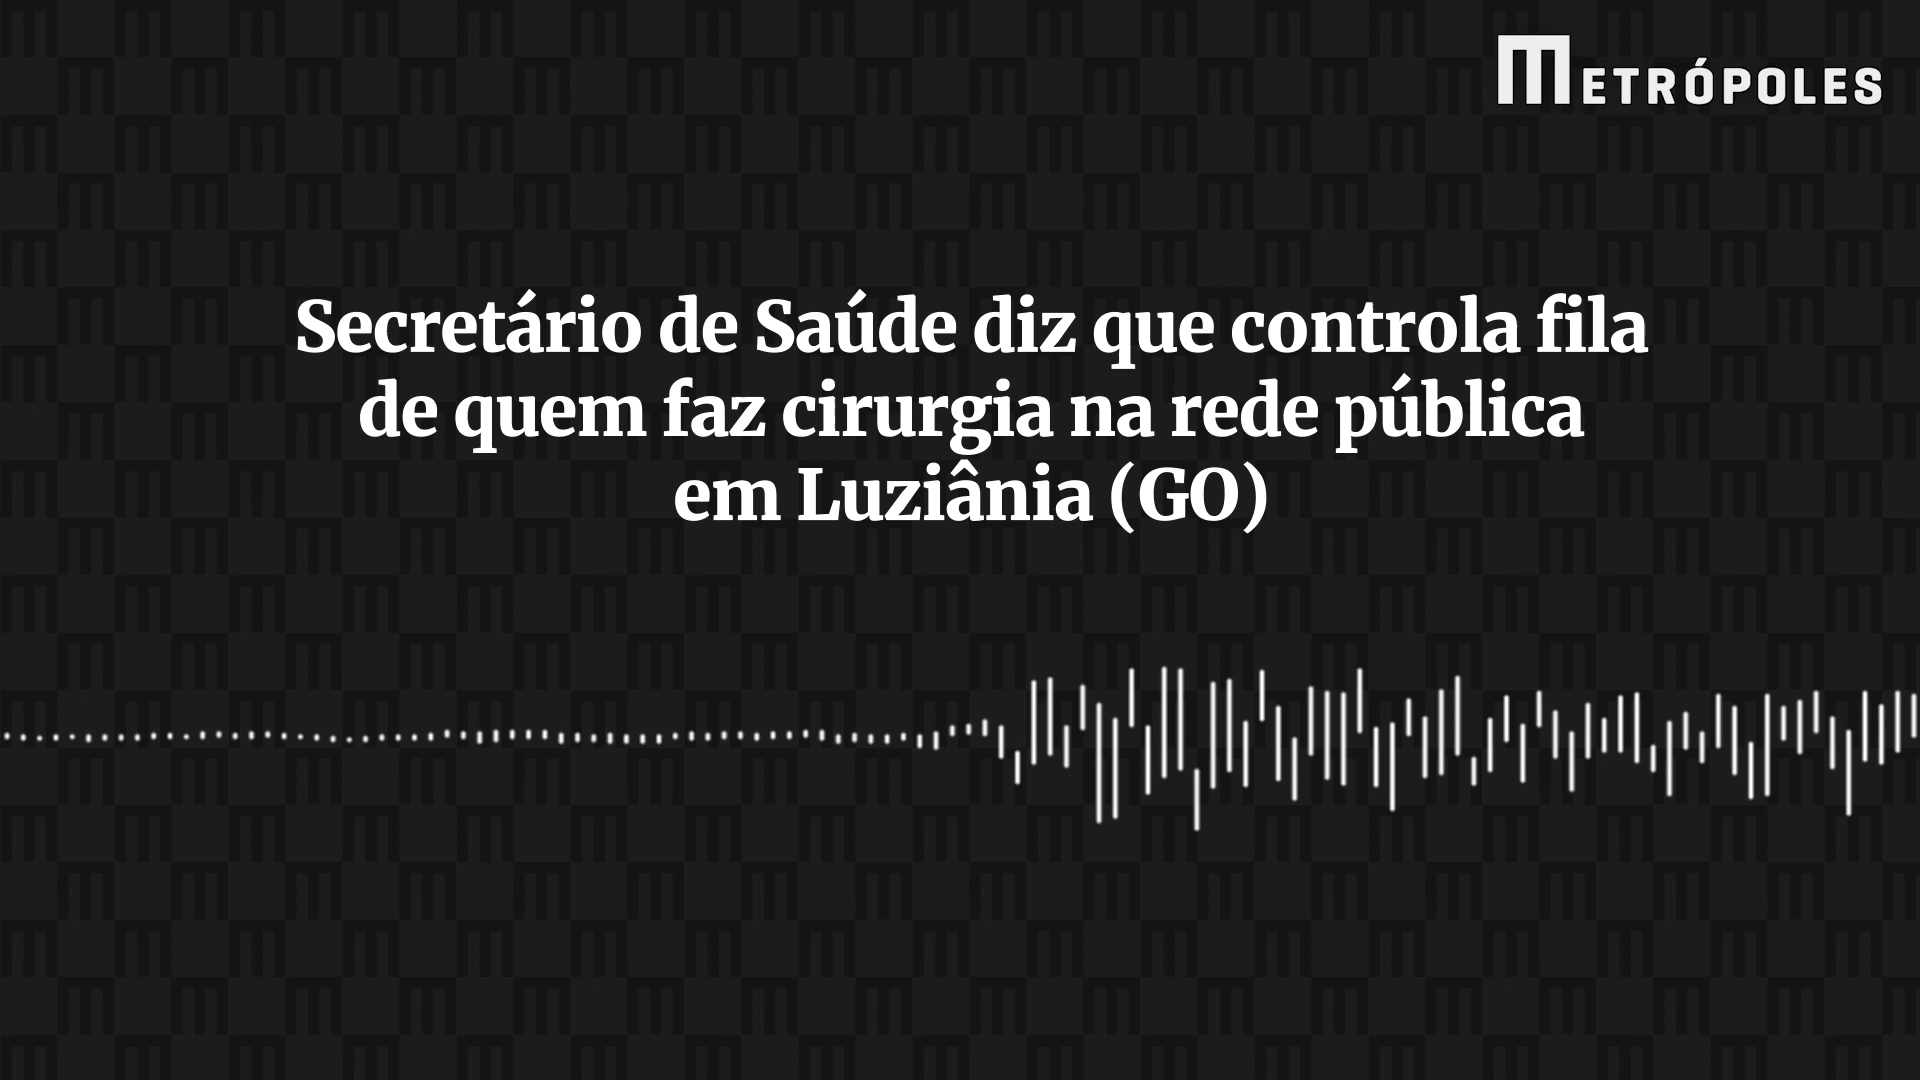 METRÓPOLES
Secretário de Saúde diz que controla fila
de quem faz cirurgia na rede pública
em Luziânia (GO)